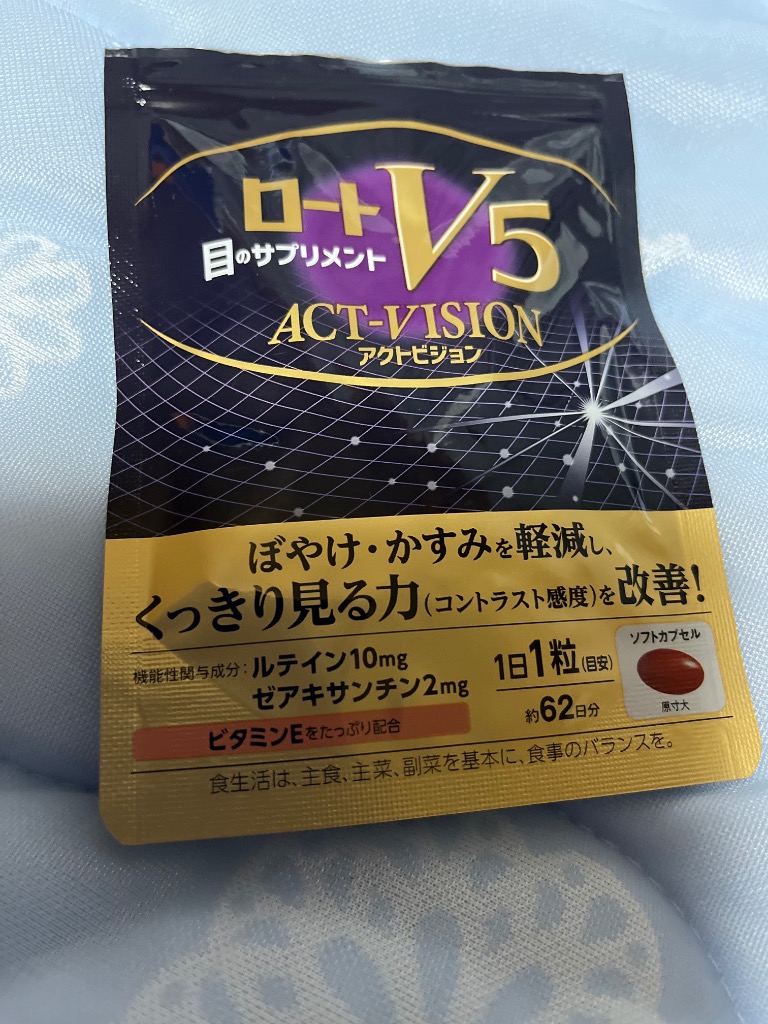 ロート V5
目のサプリメント
ACT-VISION
アクトビジョン
ぼやけ・かすみを軽減し、
くっきり見る力(コントラスト感度)を改善!
機能性関与成分:ルテイン10mg
ゼアキサンチン2mg
ビタミンEをたっぷり配合
1日1粒(目安)
約62日分
ソフトカプセル
原寸大
食生活は、主食、主菜、副菜を基本に、食事のバランスを。